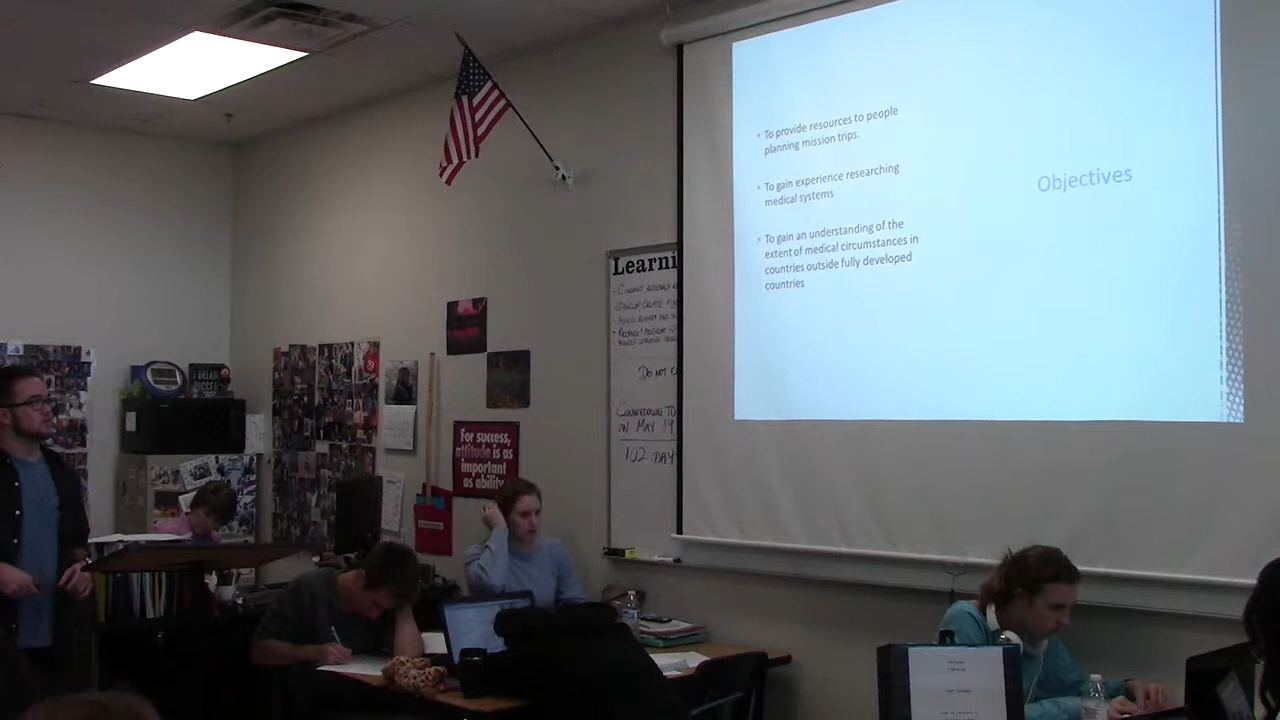 To provide resources to people
planning mission trips.
To gain experience researching
medical systems
To gain an understanding of the
extent of medical circumstances in
countries outside fully developed
countries
Objectives
Learni
Do not c
Countdown to
on May 19
102 day
For success,
attitude is as
important
as ability.